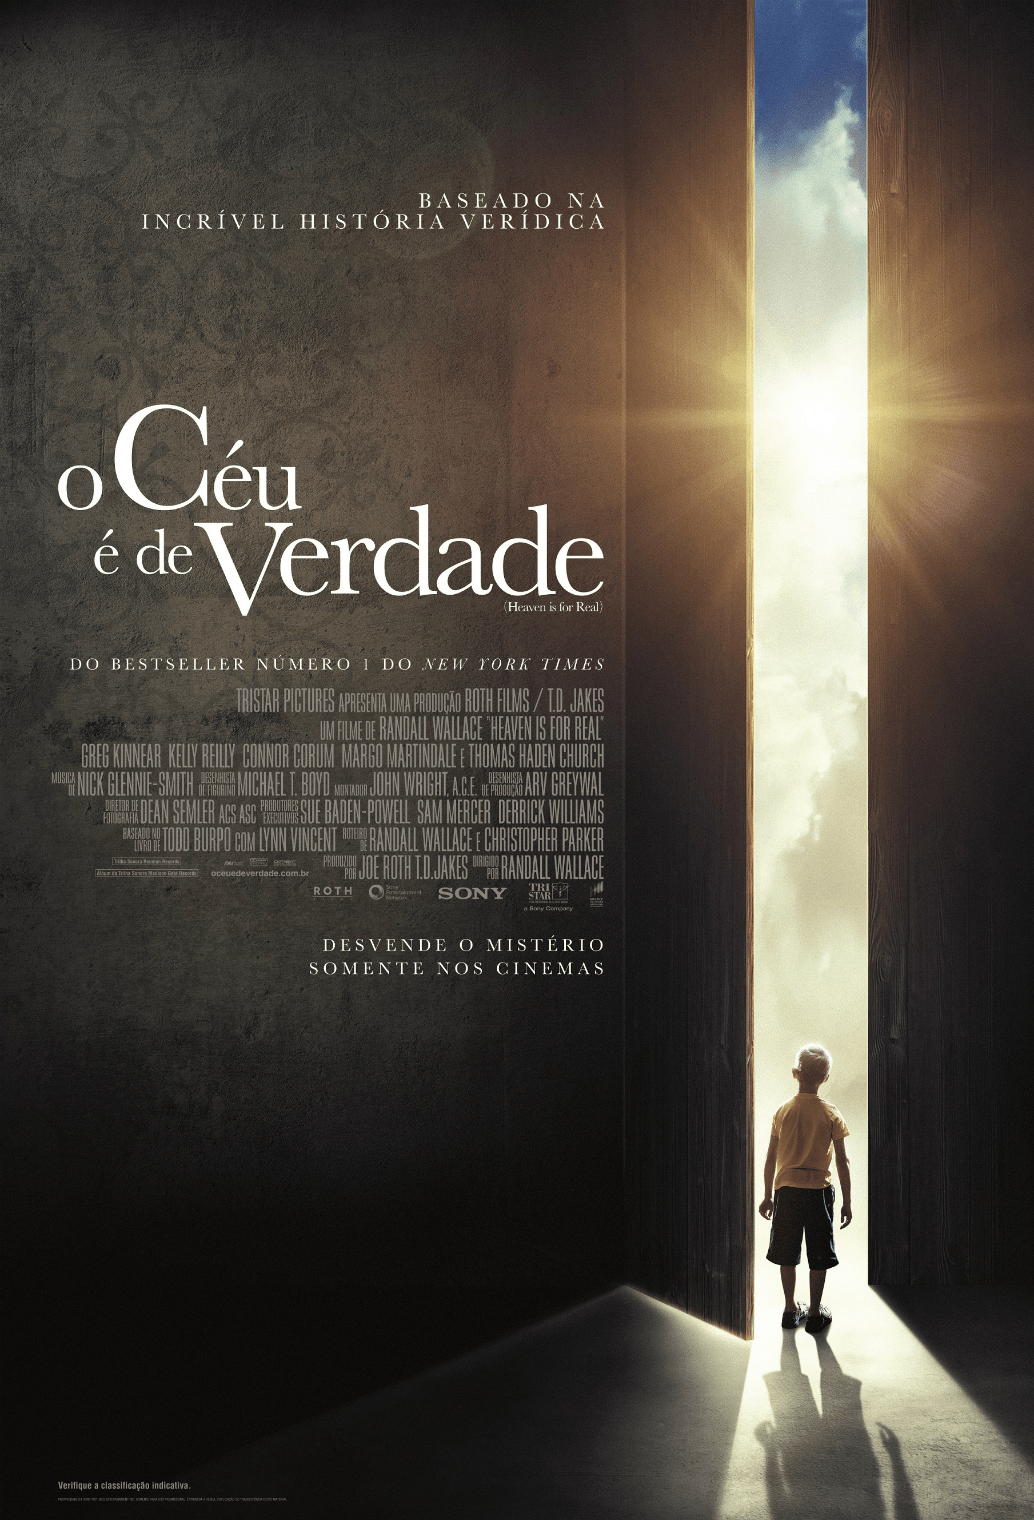 BASEADO NA
INCRÍVEL HISTÓRIA VERÍDICA
o Céu
é de Verdade
(Heaven is for Real)
DO BESTSELLER NÚMERO 1 DO NEW YORK TIMES
TRISTAR PICTURES APRESENTA UMA PRODUÇÃO ROTH FILMS / T.D. JAKES
UM FILME DE RANDALL WALLACE "HEAVEN IS FOR REAL"
GREG KINNEAR KELLY REILLY CONNOR CORUM MARGO MARTINDALE E THOMAS HADEN CHURCH
MÚSICA DE NICK GLENNIE-SMITH DESENHISTA DE FIGURINO MICHAEL T. BOYD MONTADOR JOHN WRIGHT, A.C.E. DESENHISTA DE PRODUÇÃO ARV GREYWAL
DIRETOR DE FOTOGRAFIA DEAN SEMLER ACS ASC PRODUTORES EXECUTIVOS SUE BADEN-POWELL SAM MERCER DERRICK WILLIAMS
BASEADO NO LIVRO DE TODD BURPO COM LYNN VINCENT ROTEIRO DE RANDALL WALLACE E CHRISTOPHER PARKER
PRODUZIDO POR JOE ROTH T.D.JAKES DIRIGIDO POR RANDALL WALLACE
oceuedeverdade.com.br
ROTH SONY TRI STAR
a Sony Company
DESVENDE O MISTÉRIO
SOMENTE NOS CINEMAS
Verifique a classificação indicativa.